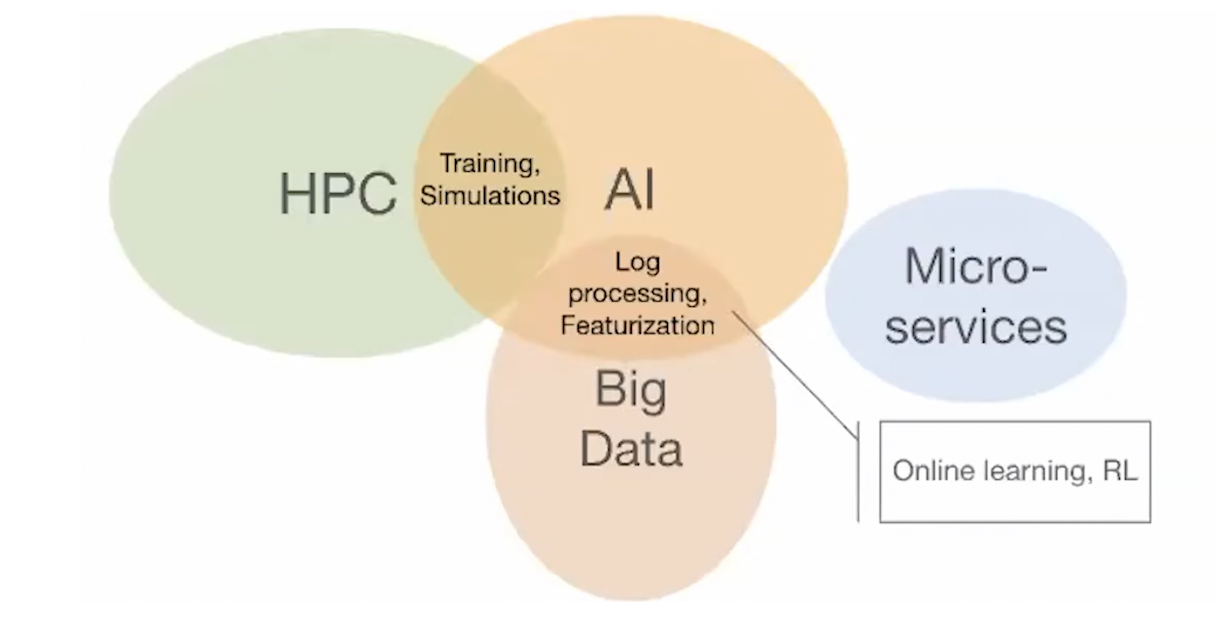 HPC
Training,
Simulations
AI
Log
processing,
Featurization
Big
Data
Micro-
services
Online learning, RL